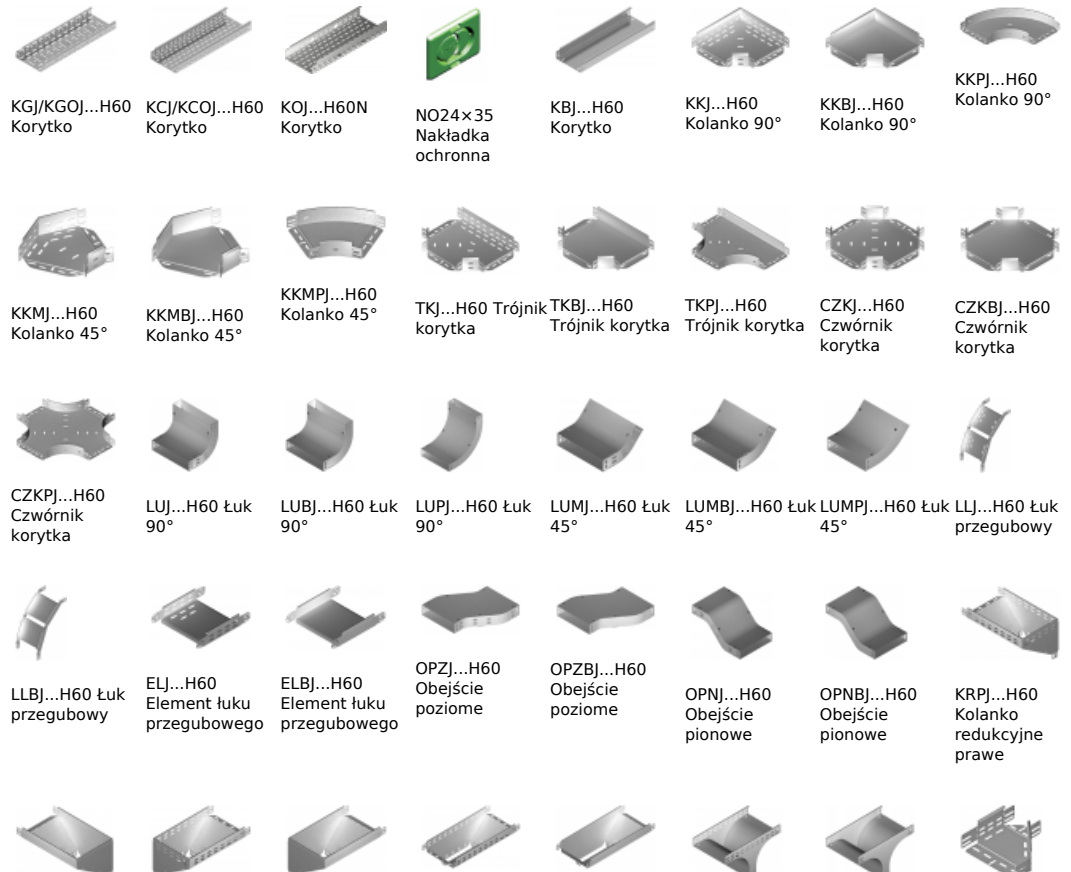 KGJ/KGOJ...H60
Korytko
KCJ/KCOJ...H60
Korytko
KOJ...H60N
Korytko
NO24×35
Nakładka
ochronna
KBJ...H60
Korytko
KKJ...H60
Kolanko 90°
KKBJ...H60
Kolanko 90°
KKPJ...H60
Kolanko 90°
KKMJ...H60
Kolanko 45°
KKMBJ...H60
Kolanko 45°
KKMPJ...H60
Kolanko 45°
TKJ...H60 Trójnik
korytka
TKBJ...H60
Trójnik korytka
TKPJ...H60
Trójnik korytka
CZKJ...H60
Czwórnik
korytka
CZKBJ...H60
Czwórnik
korytka
CZKPJ...H60
Czwórnik
korytka
LUJ...H60 Łuk
90°
LUBJ...H60 Łuk
90°
LUPJ...H60 Łuk
90°
LUMJ...H60 Łuk
45°
LUMBJ...H60 Łuk
45°
LUMPJ...H60 Łuk
45°
LLJ...H60 Łuk
przegubowy
LLBJ...H60 Łuk
przegubowy
ELJ...H60
Element łuku
przegubowego
ELBJ...H60
Element łuku
przegubowego
OPZJ...H60
Obejście
poziome
OPZBJ...H60
Obejście
poziome
OPNJ...H60
Obejście
pionowe
OPNBJ...H60
Obejście
pionowe
KRPJ...H60
Kolanko
redukcyjne
prawe